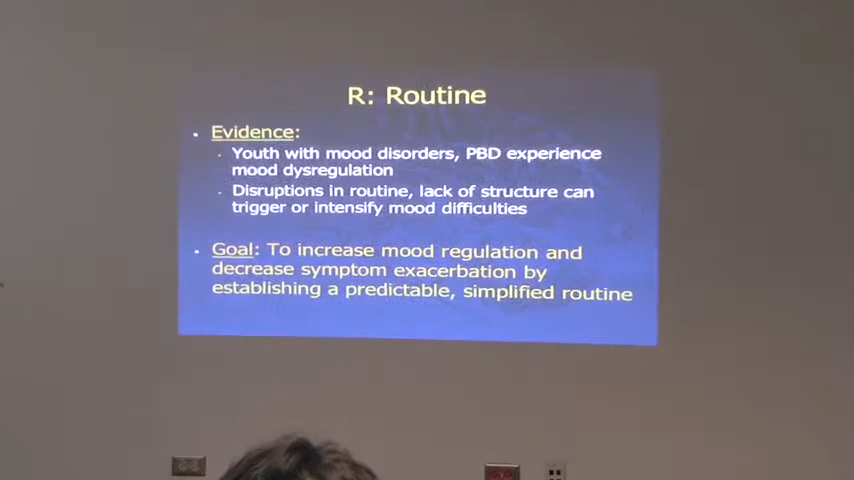 R: Routine
Evidence:
Youth with mood disorders, PBD experience
mood dysregulation
Disruptions in routine, lack of structure can
trigger or intensify mood difficulties
Goal: To increase mood regulation and
decrease symptom exacerbation by
establishing a predictable, simplified routine